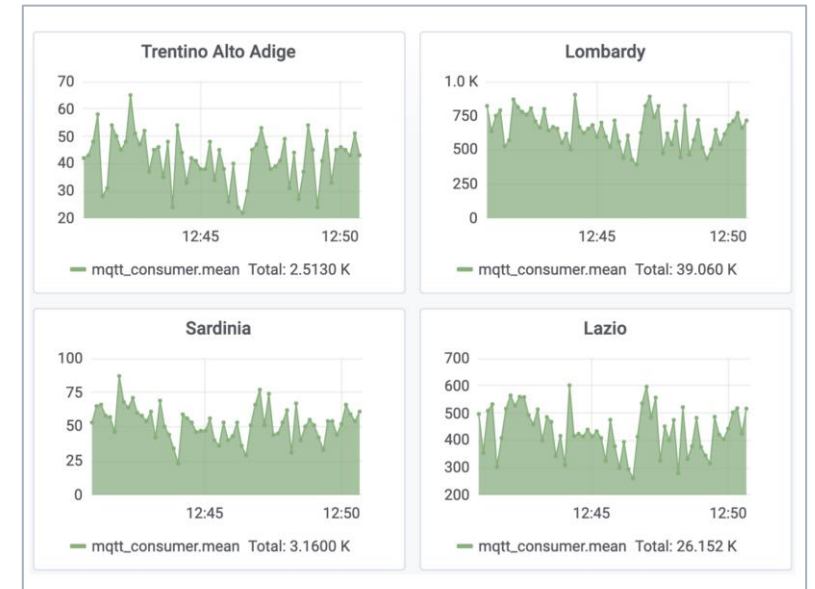 Trentino Alto Adige
70
60
50
40
30
20
12:45 12:50
mqtt_consumer.mean Total: 2.5130 K
Lombardy
1.0 K
750
500
250
0
12:45 12:50
mqtt_consumer.mean Total: 39.060 K
Sardinia
100
75
50
25
0
12:45 12:50
mqtt_consumer.mean Total: 3.1600 K
Lazio
700
600
500
400
300
200
12:45 12:50
mqtt_consumer.mean Total: 26.152 K